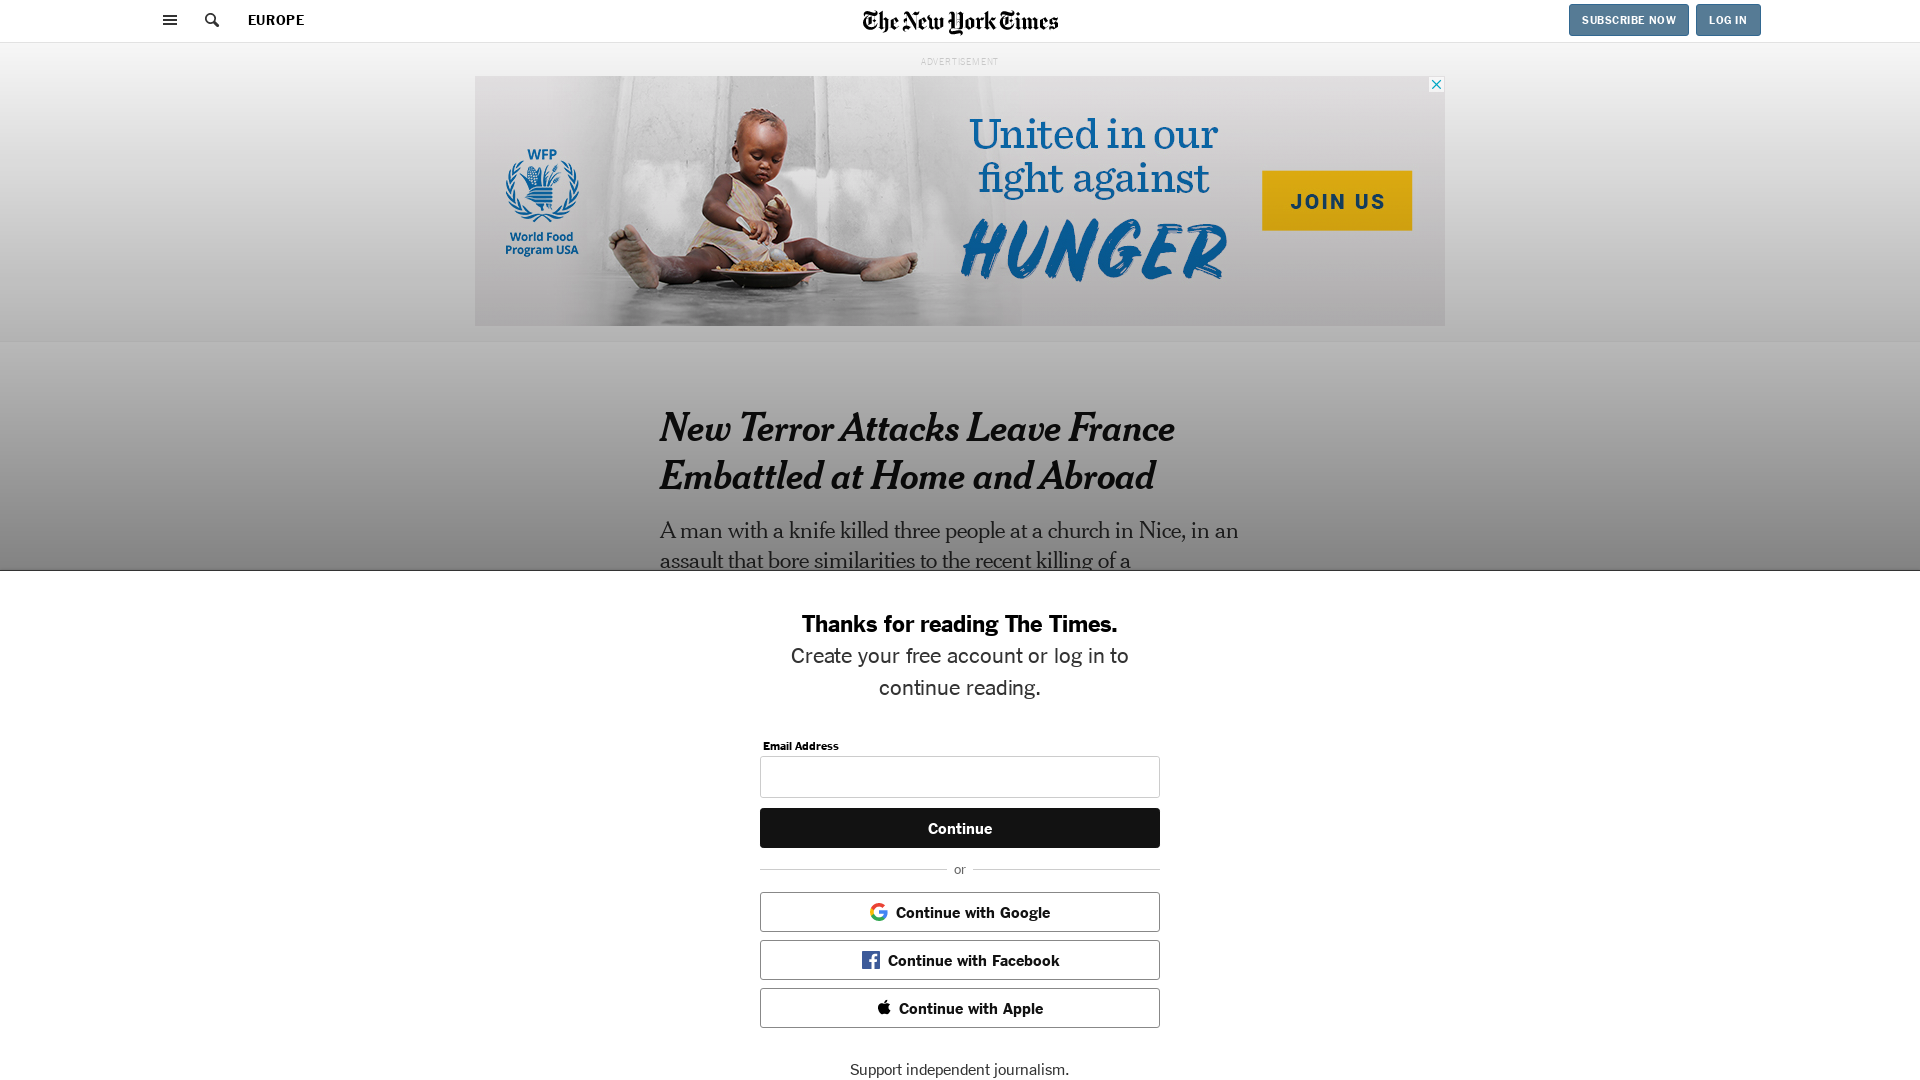 EUROPE
The New York Times
SUBSCRIBE NOW
LOG IN
ADVERTISEMENT
WFP
World Food
Program USA
United in our
fight against
HUNGER
JOIN US
New Terror Attacks Leave France
Embattled at Home and Abroad
A man with a knife killed three people at a church in Nice, in an
assault that bore similarities to the recent killing of a
Thanks for reading The Times.
Create your free account or log in to
continue reading.
Email Address
Continue
or
Continue with Google
Continue with Facebook
Continue with Apple
Support independent journalism.